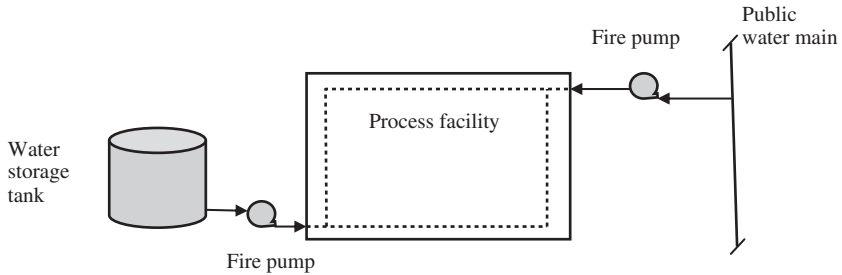 Public
water main
Fire pump
Process facility
Water
storage
tank
Fire pump